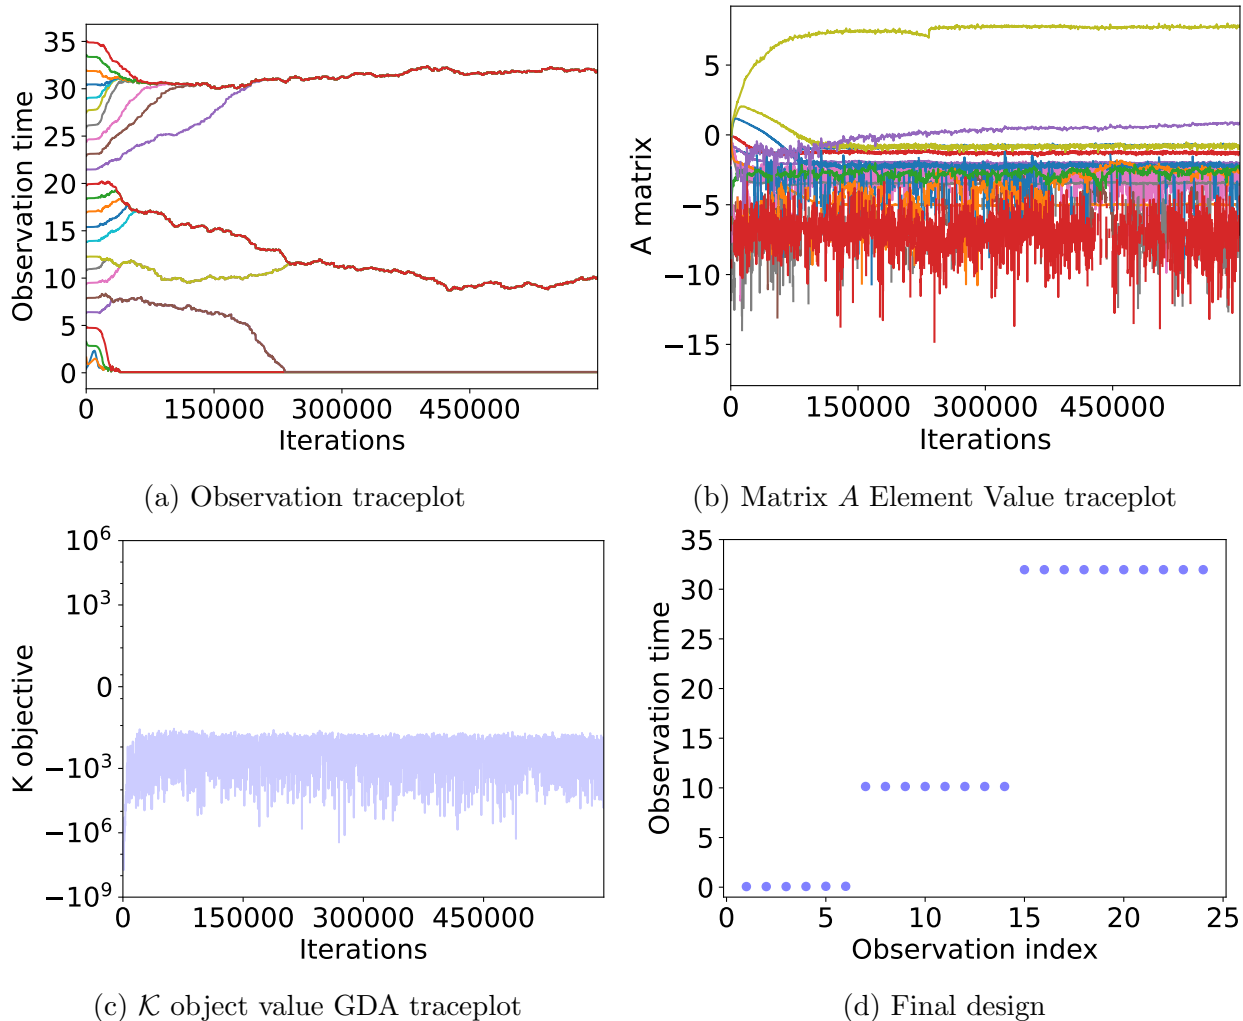 35
30
25
20
15
10
5
0
Observation time
0 150000 300000 450000
Iterations
(a) Observation traceplot
5
0
−5
−10
−15
A matrix
0 150000 300000 450000
Iterations
(b) Matrix A Element Value traceplot
10^6
10^3
0
−10^3
−10^6
−10^9
K objective
0 150000 300000 450000
Iterations
(c) K object value GDA traceplot
35
30
25
20
15
10
5
0
Observation time
0 5 10 15 20 25
Observation index
(d) Final design